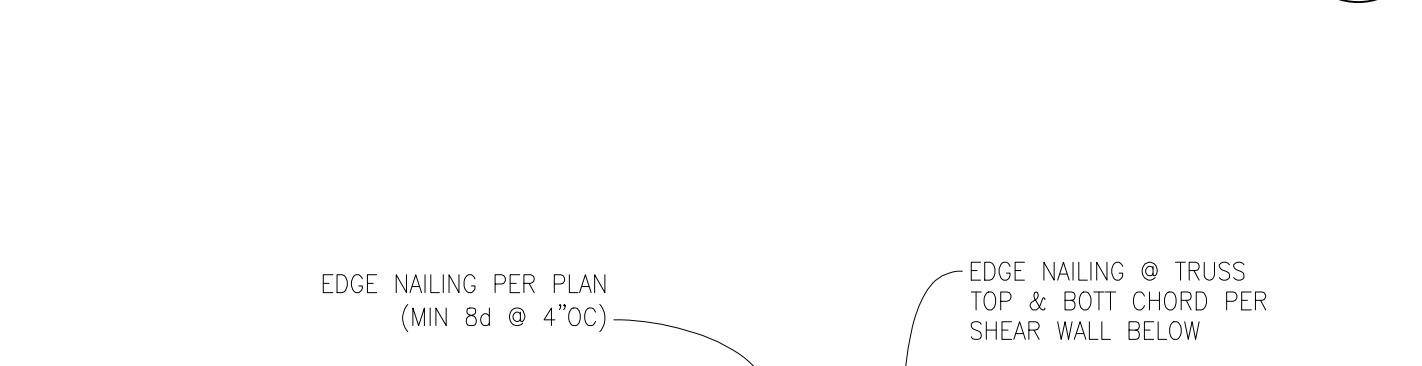 EDGE NAILING PER PLAN
(MIN 8d @ 4"OC)
EDGE NAILING @ TRUSS
TOP & BOTT CHORD PER
SHEAR WALL BELOW